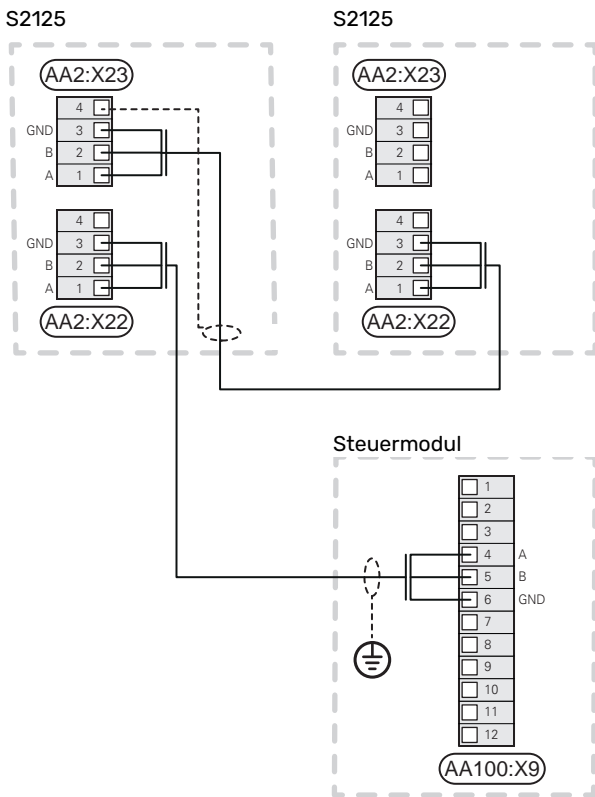 S2125
AA2:X23
4
GND 3
B 2
A 1
4
GND 3
B 2
A 1
AA2:X22
S2125
AA2:X23
4
GND 3
B 2
A 1
4
GND 3
B 2
A 1
AA2:X22
Steuermodul
1
2
3
4 A
5 B
6 GND
7
8
9
10
11
12
AA100:X9